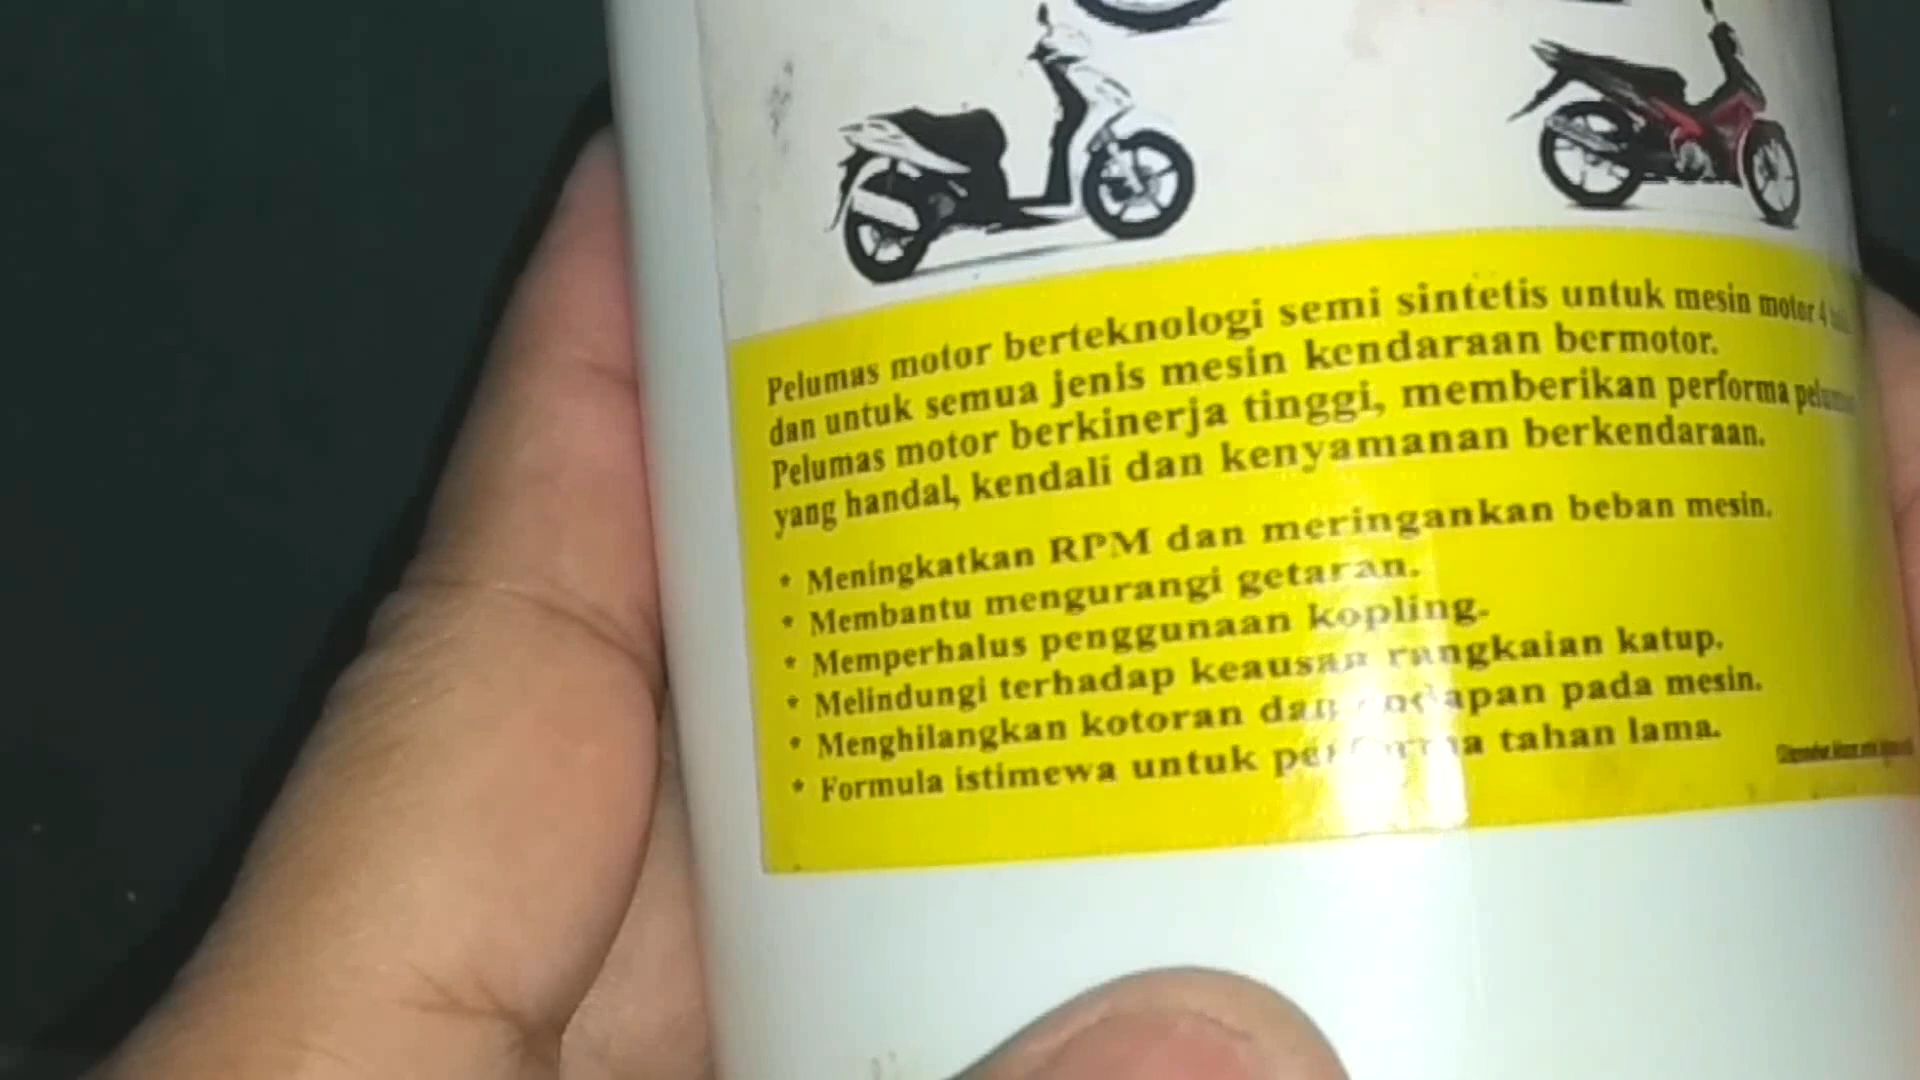 Pelumas motor berteknologi semi sintetis untuk mesin motor 4
dan untuk semua jenis mesin kendaraan bermotor.
Pelumas motor berkinerja tinggi, memberikan performa
yang handal, kendali dan kenyamanan berkendaraan.
* Meningkatkan RPM dan meringankan beban mesin.
* Membantu mengurangi getaran.
* Memperhalus penggunaan kopling.
* Melindungi terhadap keausan rangkaian katup.
* Menghilangkan kotoran dan endapan pada mesin.
* Formula istimewa untuk performa tahan lama.